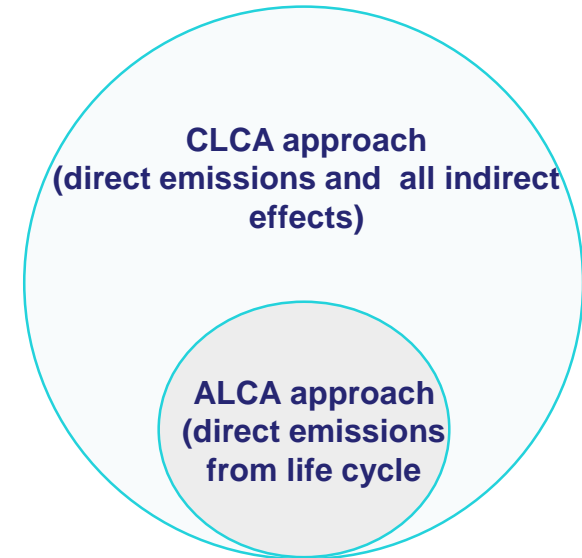 CLCA approach
(direct emissions and all indirect
effects)
ALCA approach
(direct emissions
from life cycle